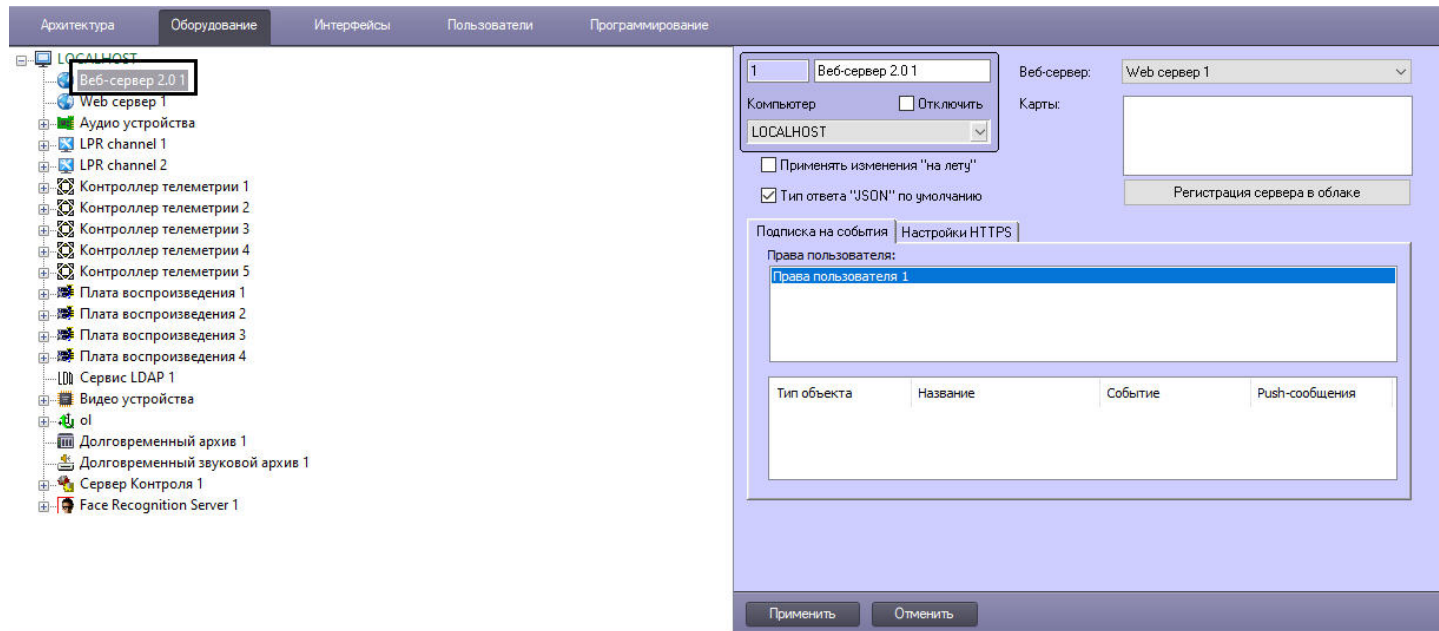 Архитектура Оборудование Интерфейсы Пользователи Программирование
LOCALHOST
Веб-сервер 2.0 1
Web сервер 1
Аудио устройства
LPR channel 1
LPR channel 2
Контроллер телеметрии 1
Контроллер телеметрии 2
Контроллер телеметрии 3
Контроллер телеметрии 4
Контроллер телеметрии 5
Плата воспроизведения 1
Плата воспроизведения 2
Плата воспроизведения 3
Плата воспроизведения 4
Сервис LDAP 1
Видео устройства
ol
Долговременный архив 1
Долговременный звуковой архив 1
Сервер Контроля 1
Face Recognition Server 1
1 Веб-сервер 2.0 1
Компьютер Отключить
LOCALHOST
Веб-сервер: Web сервер 1
Карты:
Применять изменения "на лету"
Тип ответа "JSON" по умолчанию
Регистрация сервера в облаке
Подписка на события Настройки HTTPS
Права пользователя:
Права пользователя 1
Тип объекта Название Событие Push-сообщения
Применить Отменить